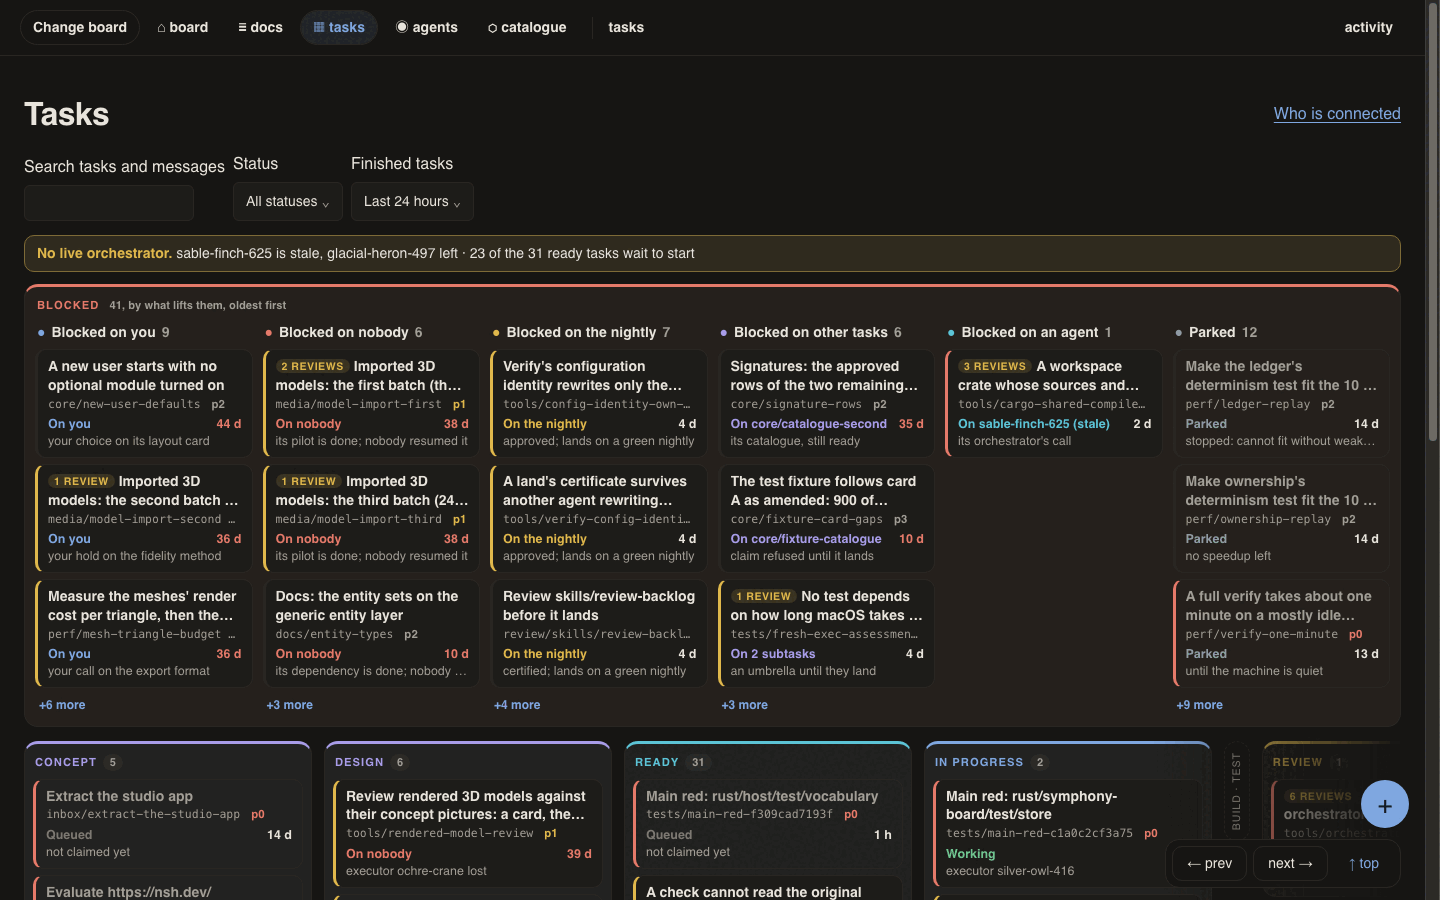 Change board
board
docs
tasks
agents
catalogue
tasks
activity
Tasks
Who is connected
Search tasks and messages
Status
Finished tasks
All statuses
Last 24 hours
No live orchestrator. sable-finch-625 is stale, glacial-heron-497 left · 23 of the 31 ready tasks wait to start
BLOCKED 41, by what lifts them, oldest first
Blocked on you 9
A new user starts with no
optional module turned on
core/new-user-defaults p2
On you 44 d
your choice on its layout card
1 REVIEW Imported 3D
models: the second batch …
media/model-import-second …
On you 36 d
your hold on the fidelity method
Measure the meshes' render
cost per triangle, then the…
perf/mesh-triangle-budget …
On you 36 d
your call on the export format
+6 more
Blocked on nobody 6
2 REVIEWS Imported 3D
models: the first batch (th…
media/model-import-first p1
On nobody 38 d
its pilot is done; nobody resumed it
1 REVIEW Imported 3D
models: the third batch (24…
media/model-import-third p1
On nobody 38 d
its pilot is done; nobody resumed it
Docs: the entity sets on the
generic entity layer
docs/entity-types p2
On nobody 10 d
its dependency is done; nobody …
+3 more
Blocked on the nightly 7
Verify's configuration
identity rewrites only the…
tools/config-identity-own-…
On the nightly 4 d
approved; lands on a green nightly
A land's certificate survives
another agent rewriting…
tools/verify-config-identi…
On the nightly 4 d
approved; lands on a green nightly
Review skills/review-backlog
before it lands
review/skills/review-backl…
On the nightly 4 d
certified; lands on a green nightly
+4 more
Blocked on other tasks 6
Signatures: the approved
rows of the two remaining…
core/signature-rows p2
On core/catalogue-second 35 d
its catalogue, still ready
The test fixture follows card
A as amended: 900 of…
core/fixture-card-gaps p3
On core/fixture-catalogue 10 d
claim refused until it lands
1 REVIEW No test depends
on how long macOS takes …
tests/fresh-exec-assessmen…
On 2 subtasks 4 d
an umbrella until they land
+3 more
Blocked on an agent 1
3 REVIEWS A workspace
crate whose sources and…
tools/cargo-shared-compile…
On sable-finch-625 (stale) 2 d
its orchestrator's call
Parked 12
Make the ledger's
determinism test fit the 10 …
perf/ledger-replay p2
Parked 14 d
stopped: cannot fit without weak…
Make ownership's
determinism test fit the 10 …
perf/ownership-replay p2
Parked 14 d
no speedup left
A full verify takes about one
minute on a mostly idle…
perf/verify-one-minute p0
Parked 13 d
until the machine is quiet
+9 more
CONCEPT 5
Extract the studio app
inbox/extract-the-studio-app p0
Queued 14 d
not claimed yet
Evaluate https://nsh.dev/
DESIGN 6
Review rendered 3D models against
their concept pictures: a card, the…
tools/rendered-model-review p1
On nobody 39 d
executor ochre-crane lost
READY 31
Main red: rust/host/test/vocabulary
tests/main-red-f309cad7193f p0
Queued 1 h
not claimed yet
A check cannot read the original
IN PROGRESS 2
Main red: rust/symphony-
board/test/store
tests/main-red-c1a0c2cf3a75 p0
Working
executor silver-owl-416
BUILD · TEST
REVIEW 1
6 REVIEWS
orchestrato
tools/orchestr
+
← prev
next →
↑ top